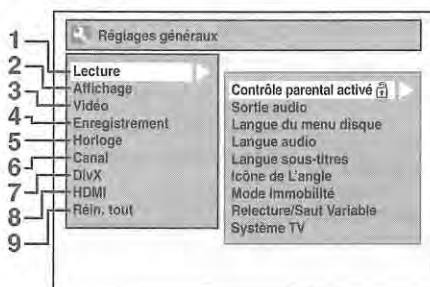 Réglages généraux
1
Lecture
2
Affichage
3
Vidéo
4
Enregistrement
5
Horloge
6
Canal
7
DivX
8
HDMI
9
Réin. tout
Contrôle parental activé
Sortie audio
Langue du menu disque
Langue audio
Langue sous-titres
Icône de L'angle
Mode Immobilité
Relecture/Saut Variable
Système TV